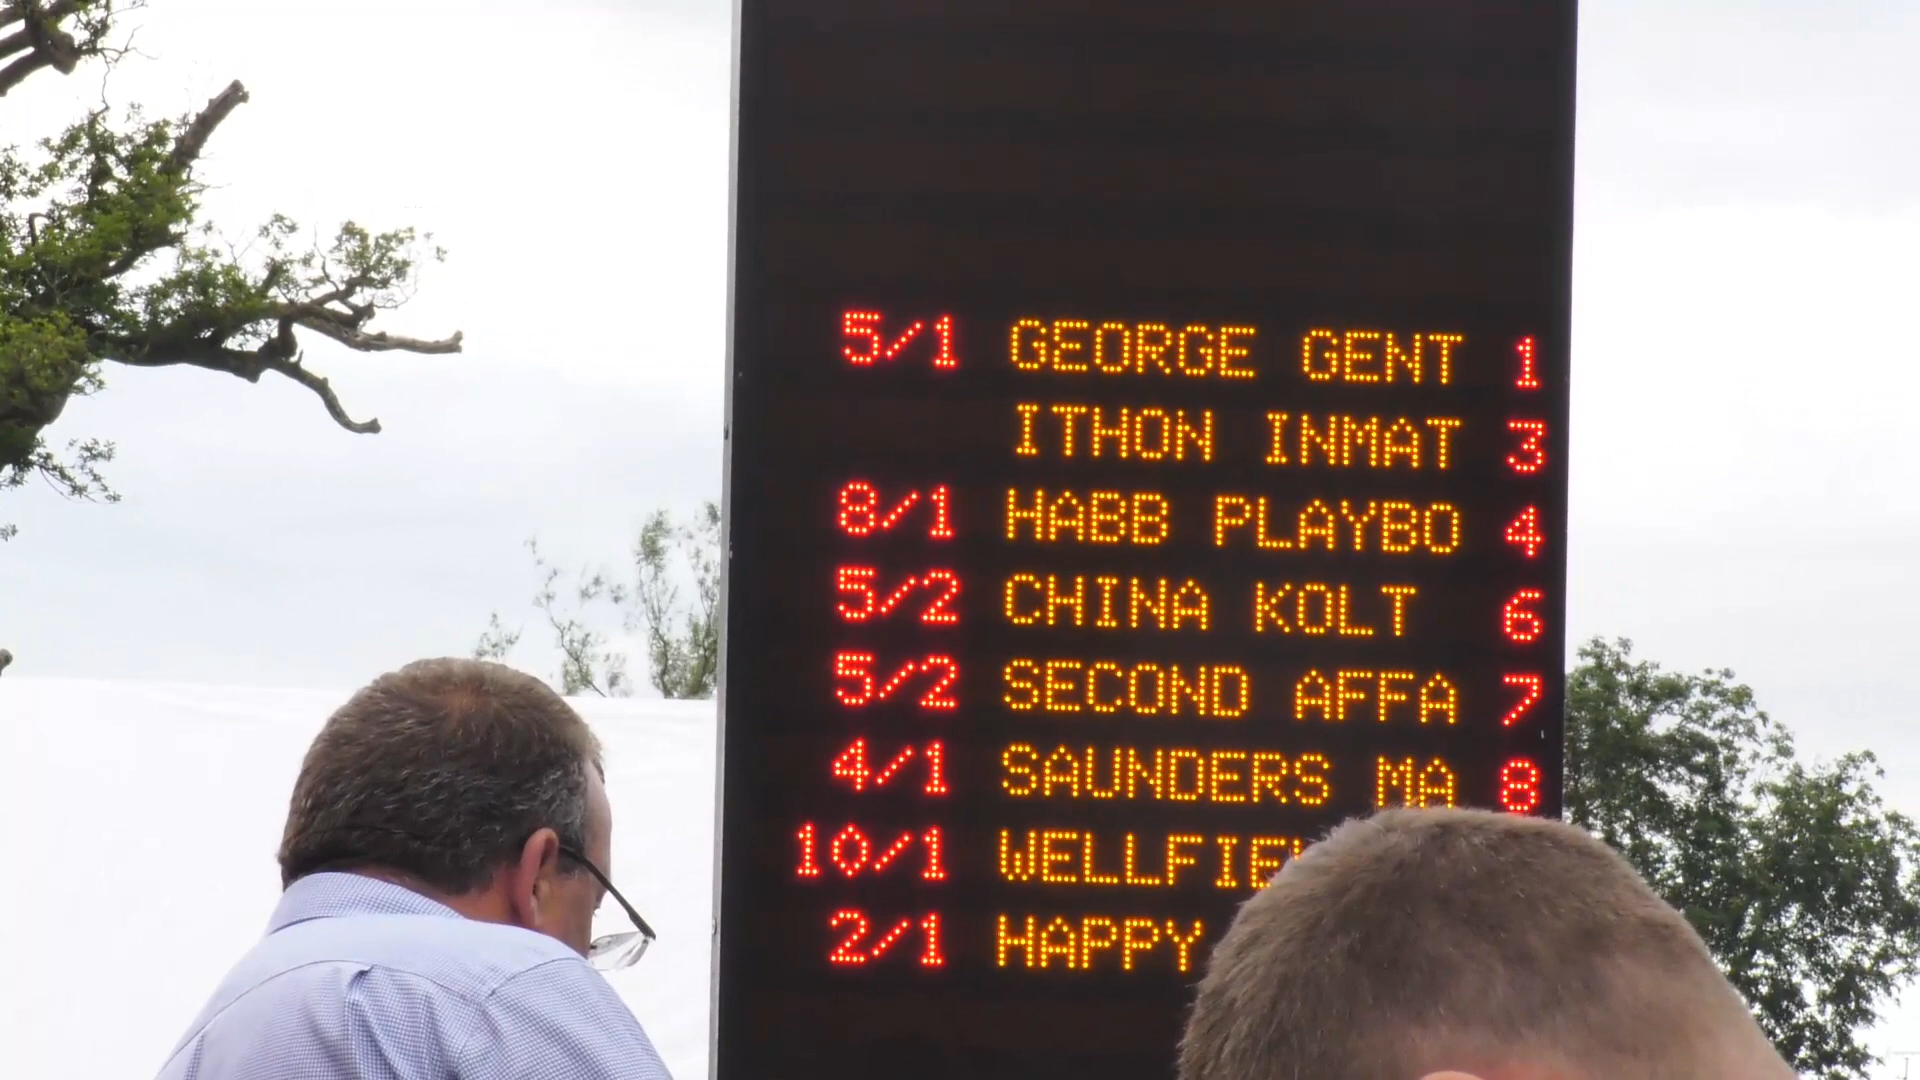 5/1 GEORGE GENT 1
ITHON INMAT 3
8/1 HABB PLAYBO 4
5/2 CHINA KOLT 6
5/2 SECOND AFFA 7
4/1 SAUNDERS MA 8
10/1
2/1 HAPPY